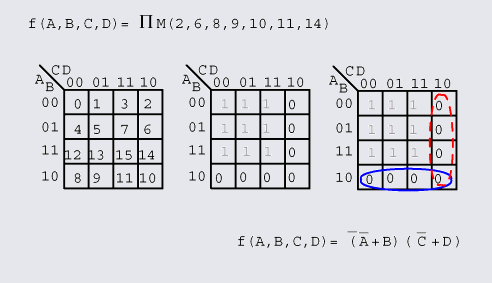 f(A,B,C,D)= ΠM(2,6,8,9,10,11,14)
CD CD CD
AB 00 01 11 10 AB 00 01 11 10 AB 00 01 11 10
00 0 1 3 2 00 1 1 1 0 00 1 1 1 0
01 4 5 7 6 01 1 1 1 0 01 1 1 1 0
11 12 13 15 14 11 1 1 1 0 11 1 1 1 0
10 8 9 11 10 10 0 0 0 0 10 0 0 0 0
f(A,B,C,D)= ‾(A̅+B)(C̅+D)